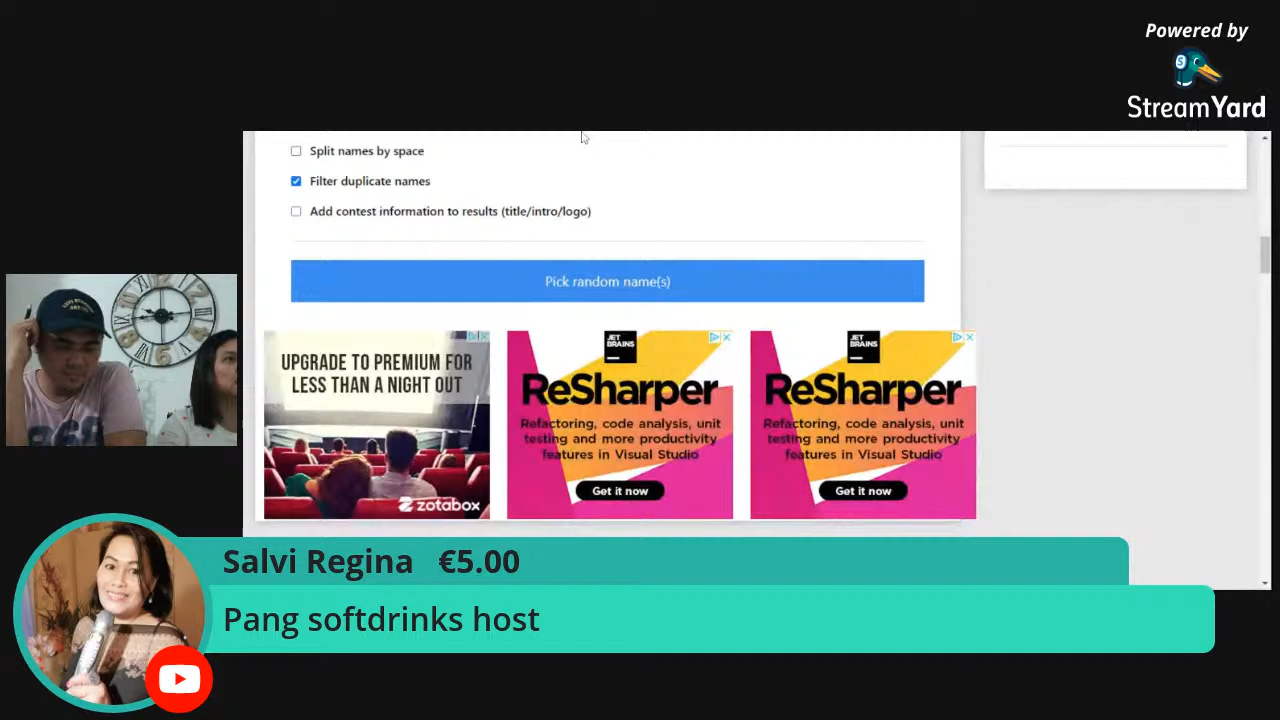 Powered by
StreamYard
Split names by space
Filter duplicate names
Add contest information to results (title/intro/logo)
Pick random name(s)
UPGRADE TO PREMIUM FOR
LESS THAN A NIGHT OUT
zotabox
JET
BRAINS
ReSharper
Refactoring, code analysis, unit
testing and more productivity
features in Visual Studio
Get it now
JET
BRAINS
ReSharper
Refactoring, code analysis, unit
testing and more productivity
features in Visual Studio
Get it now
Salvi Regina €5.00
Pang softdrinks host